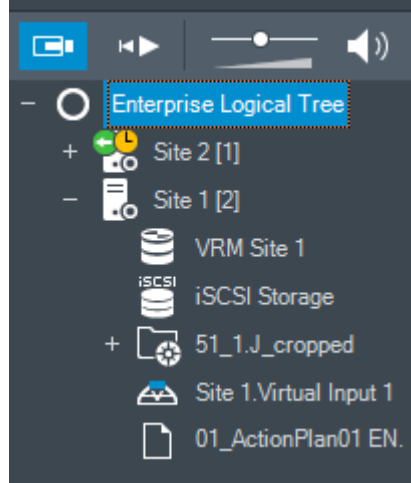 Enterprise Logical Tree
Site 2 [1]
Site 1 [2]
VRM Site 1
iSCSI
iSCSI Storage
51_1.J_cropped
Site 1.Virtual Input 1
01_ActionPlan01 EN.